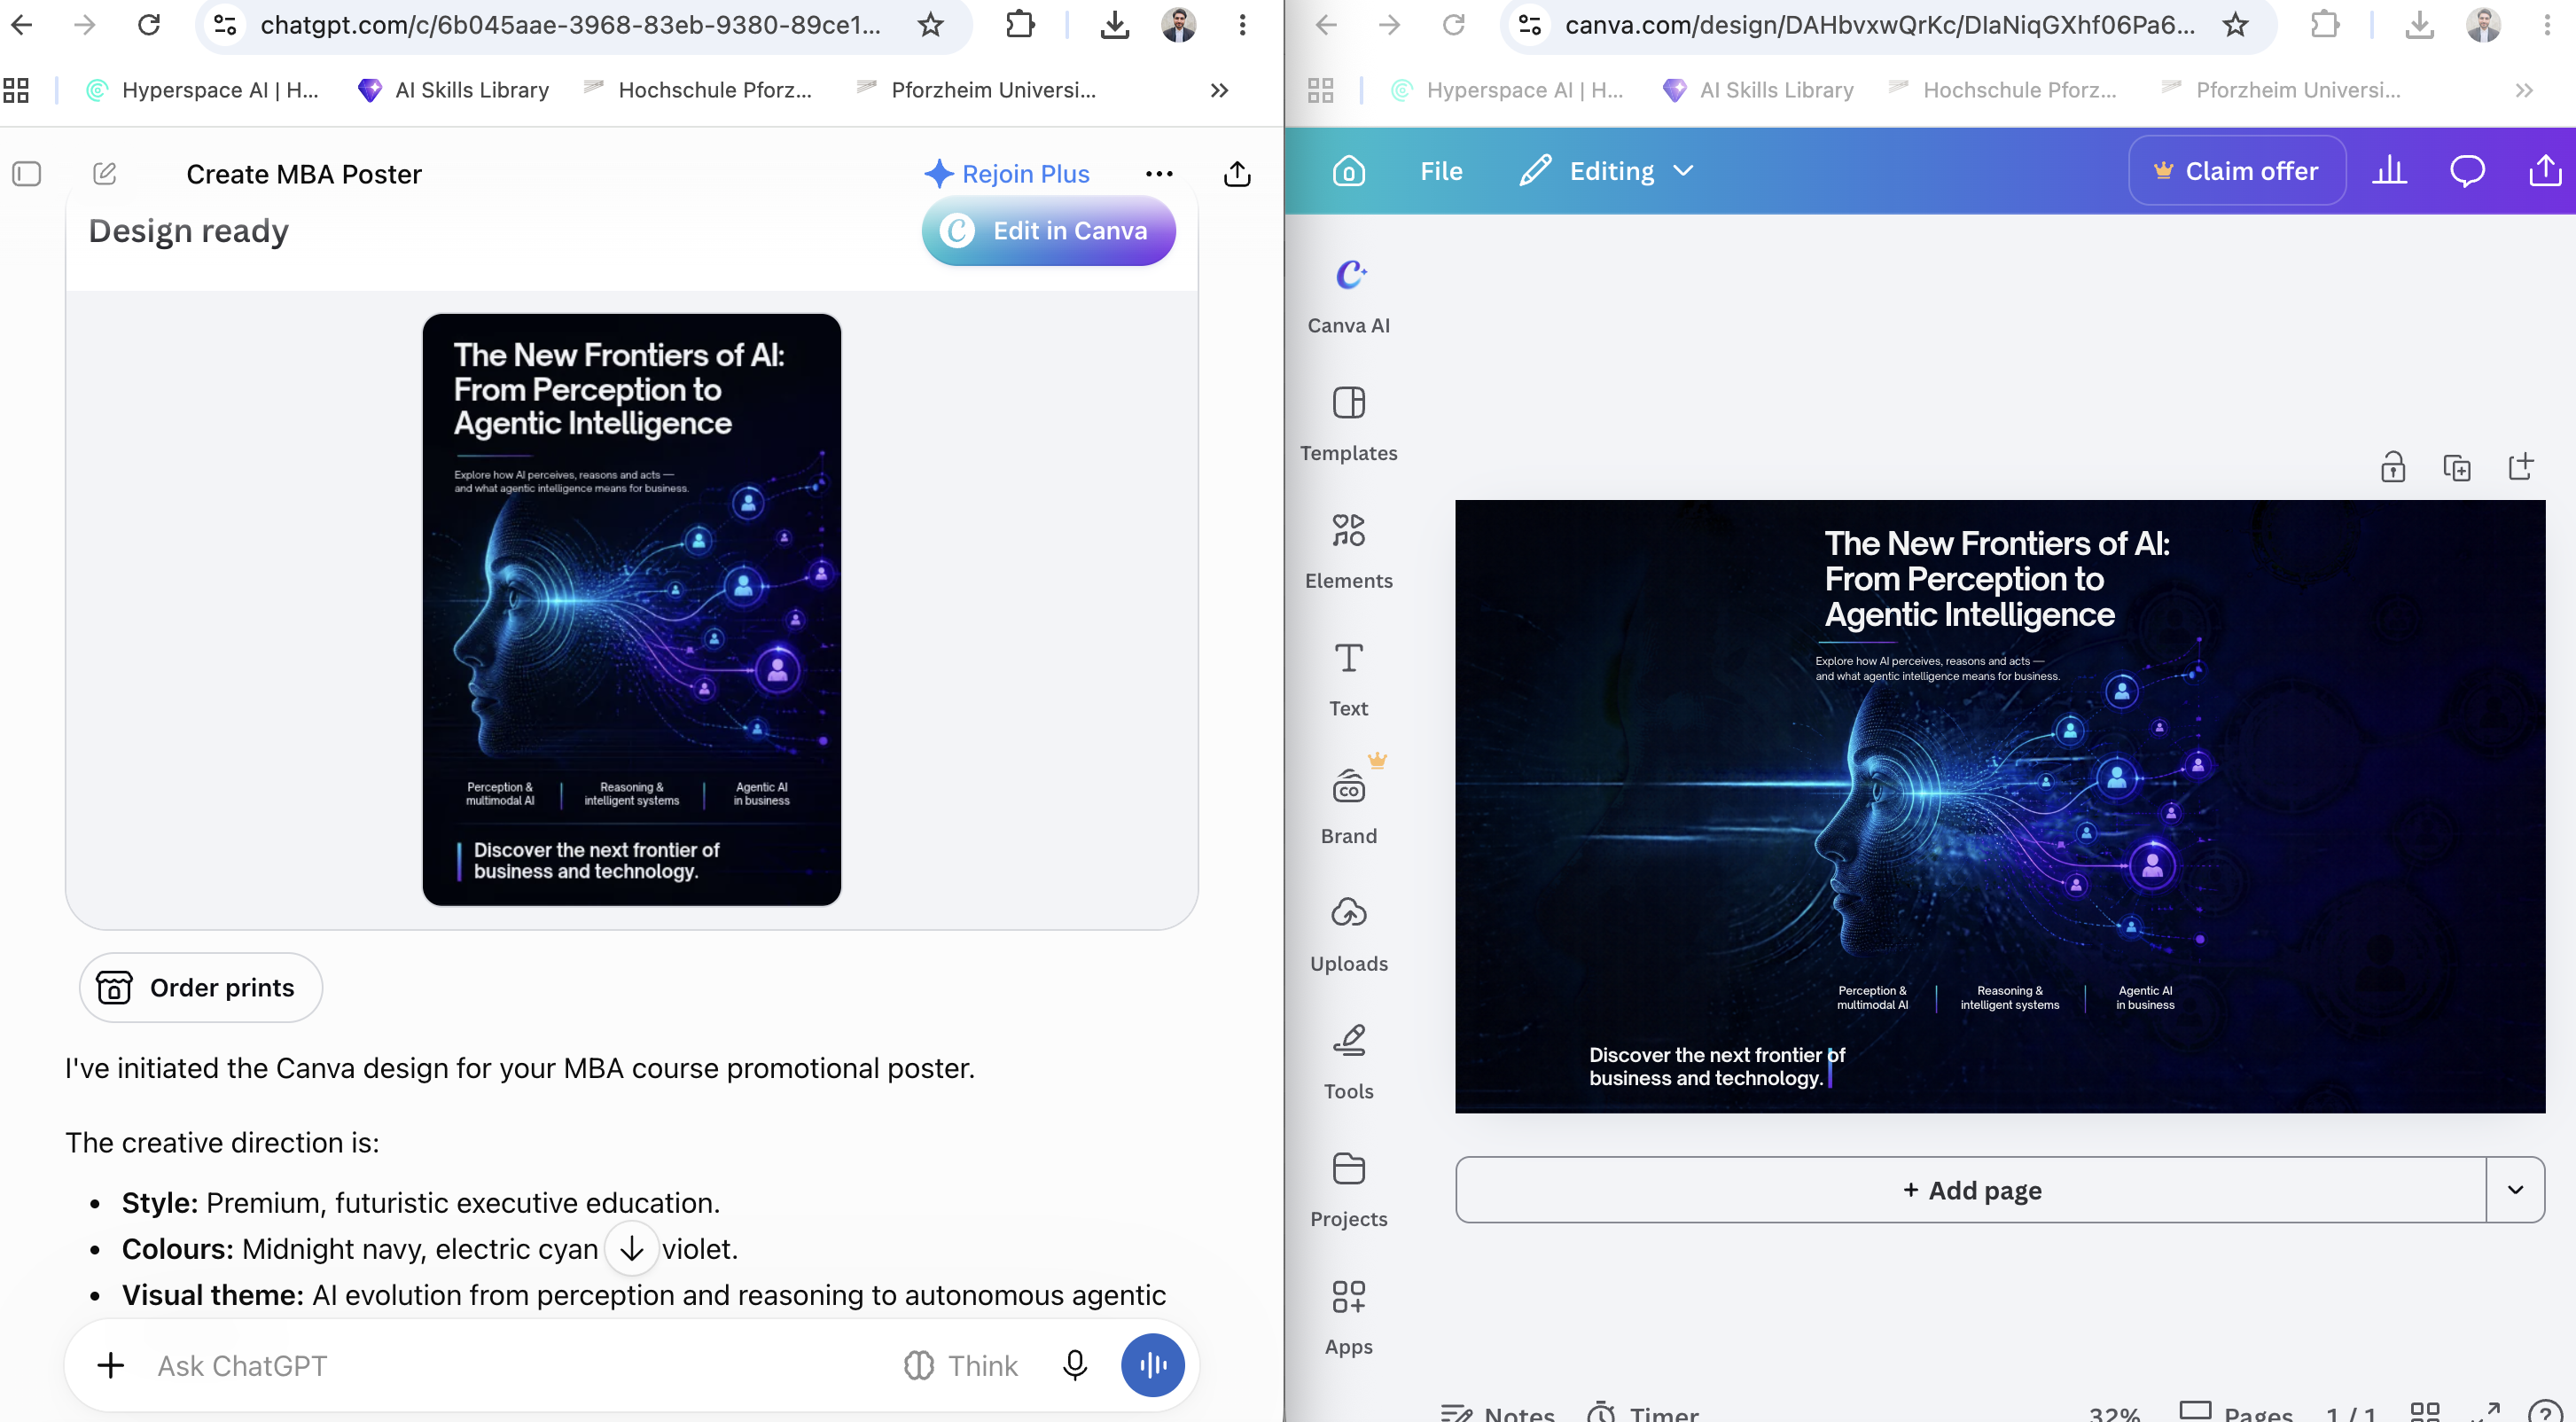 chatgpt.com/c/6b045aae-3968-83eb-9380-89ce1...
Hyperspace AI | H...
AI Skills Library
Hochschule Pforz...
Pforzheim Universi...
Create MBA Poster
Rejoin Plus
Design ready
Edit in Canva
The New Frontiers of AI:
From Perception to
Agentic Intelligence
Explore how AI perceives, reasons and acts —
and what agentic intelligence means for business.
Perception &
multimodal AI
Reasoning &
intelligent systems
Agentic AI
in business
Discover the next frontier of
business and technology.
Order prints
I've initiated the Canva design for your MBA course promotional poster.
The creative direction is:
• Style: Premium, futuristic executive education.
• Colours: Midnight navy, electric cyan violet.
• Visual theme: AI evolution from perception and reasoning to autonomous agentic
Ask ChatGPT
Think
canva.com/design/DAHbvxwQrKc/DlaNiqGXhf06Pa6...
Hyperspace AI | H...
AI Skills Library
Hochschule Pforz...
Pforzheim Universi...
File
Editing
Claim offer
Canva AI
Templates
Elements
Text
CO
Brand
Uploads
Tools
Projects
Apps
The New Frontiers of AI:
From Perception to
Agentic Intelligence
Explore how AI perceives, reasons and acts —
and what agentic intelligence means for business.
Perception &
multimodal AI
Reasoning &
intelligent systems
Agentic AI
in business
Discover the next frontier of
business and technology.
+ Add page
Notes
Timer
32%
Pages
1 / 1